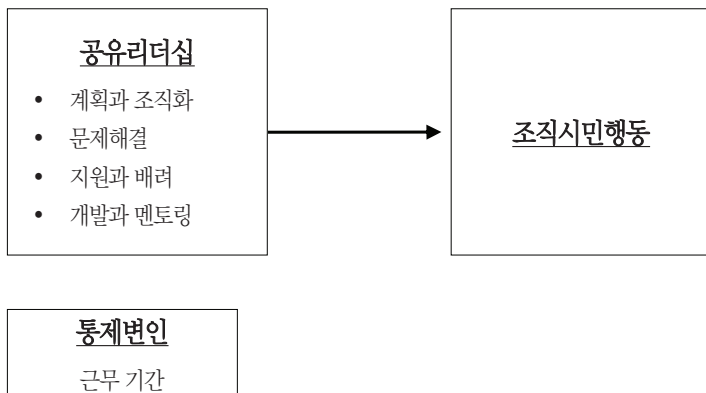 공유리더십
• 계획과 조직화
• 문제해결
• 지원과 배려
• 개발과 멘토링
조직시민행동
통제변인
근무 기간